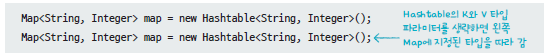 Map<String, Integer> map = new Hashtable<String, Integer>();
Map<String, Integer> map = new Hashtable<String, Integer>();
Hashtable의 K와 V 타입
파라미터를 생략하면 왼쪽
Map에 지정된 타입을 따라 감